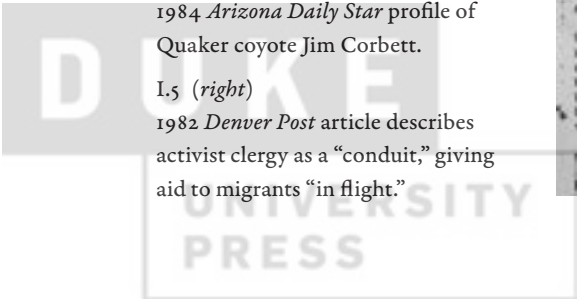 1984 Arizona Daily Star profile of
Quaker coyote Jim Corbett.
I.5 (right)
1982 Denver Post article describes
activist clergy as a “conduit,” giving
aid to migrants “in flight.”
DUKE
UNIVERSITY
PRESS